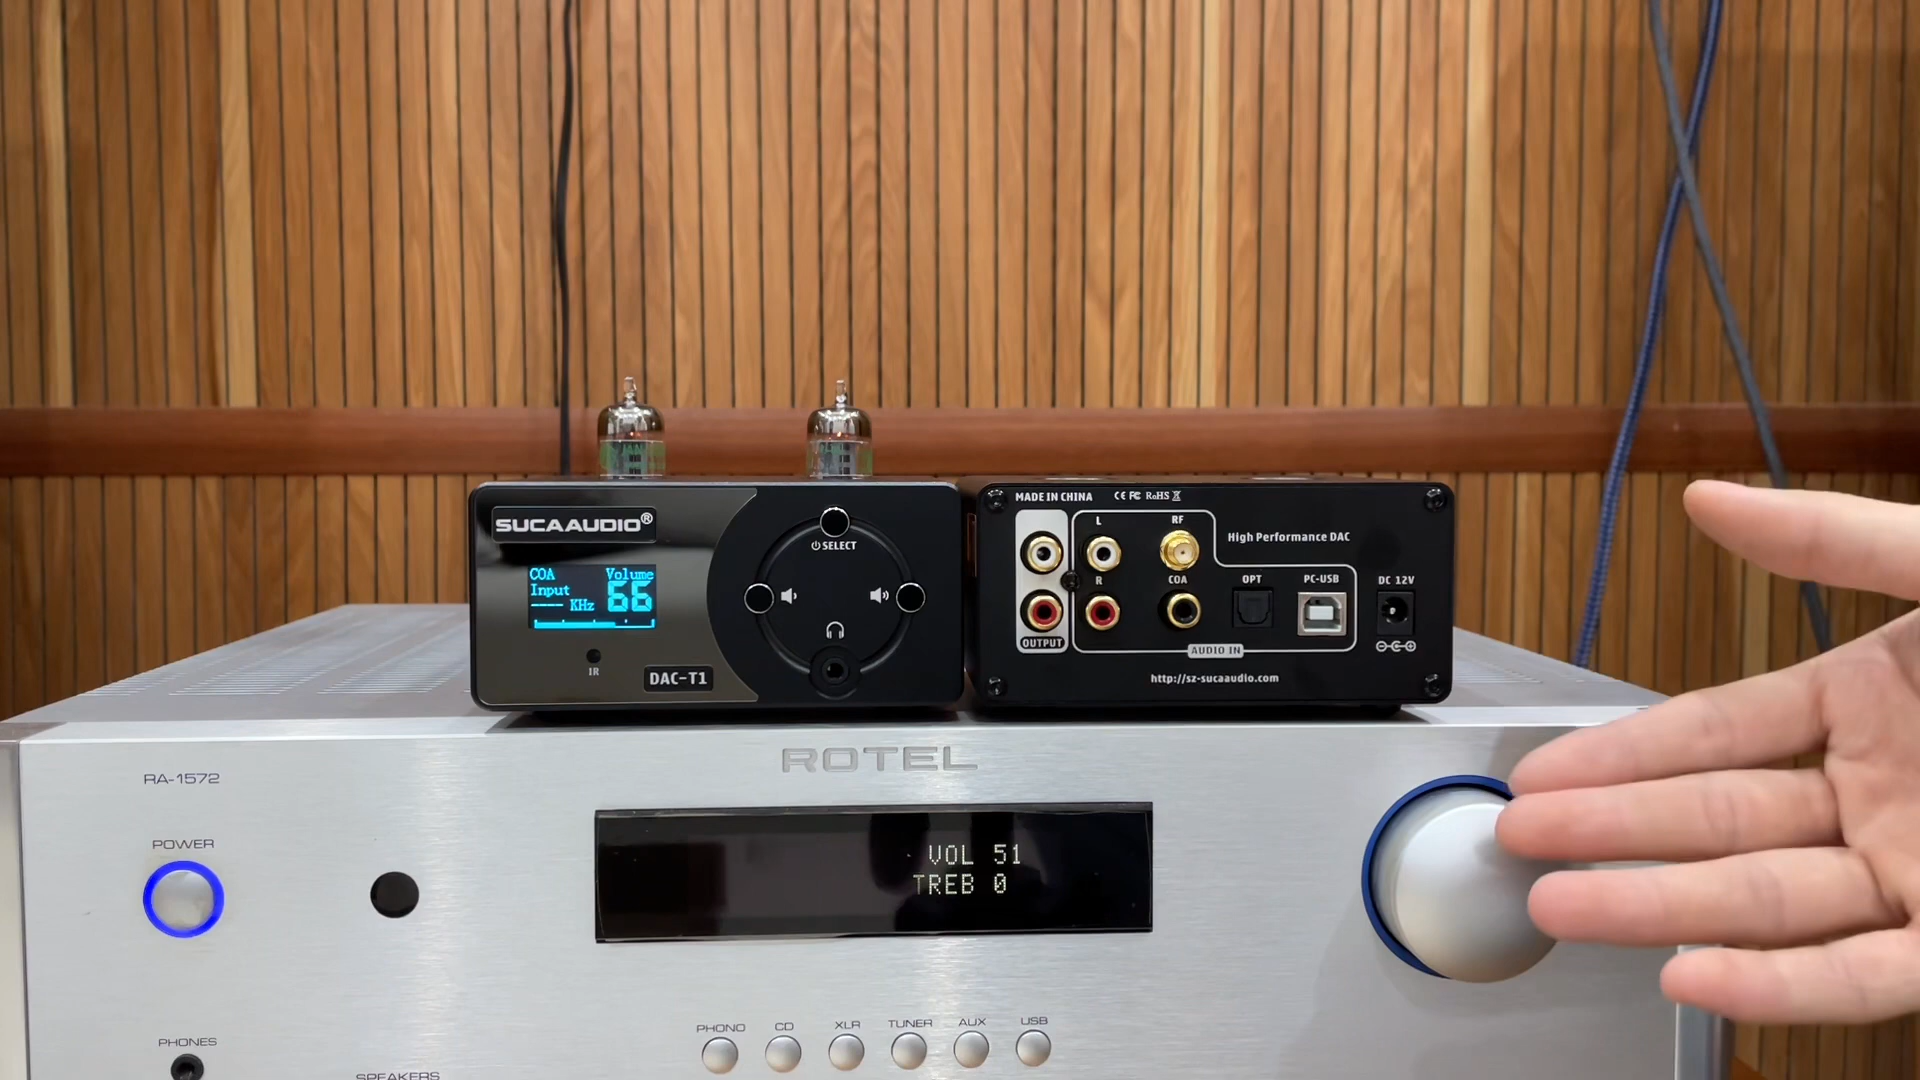 SUCAAUDIO®
COA Volume
Input 66
---- KHz
IR
DAC-T1
SELECT
MADE IN CHINA CE FC RoHS
L
RF
High Performance DAC
R
COA
OPT
PC-USB
DC 12V
OUTPUT
AUDIO IN
http://sz-sucaaudio.com
ROTEL
RA-1572
POWER
VOL 51
TREB 0
PHONES
SPEAKERS
PHONO CD XLR TUNER AUX USB